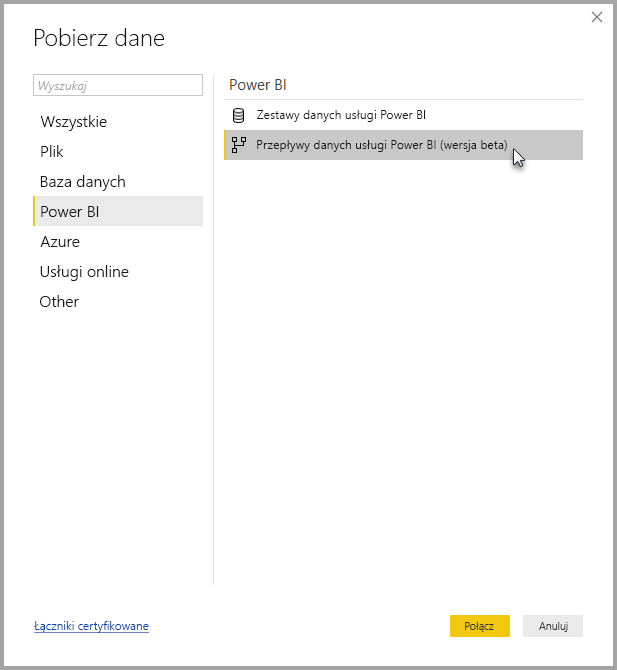 Pobierz dane
Wyszukaj
Wszystkie
Plik
Baza danych
Power BI
Azure
Usługi online
Other
Power BI
Zestawy danych usługi Power BI
Przepływy danych usługi Power BI (wersja beta)
Łączniki certyfikowane
Połącz
Anuluj